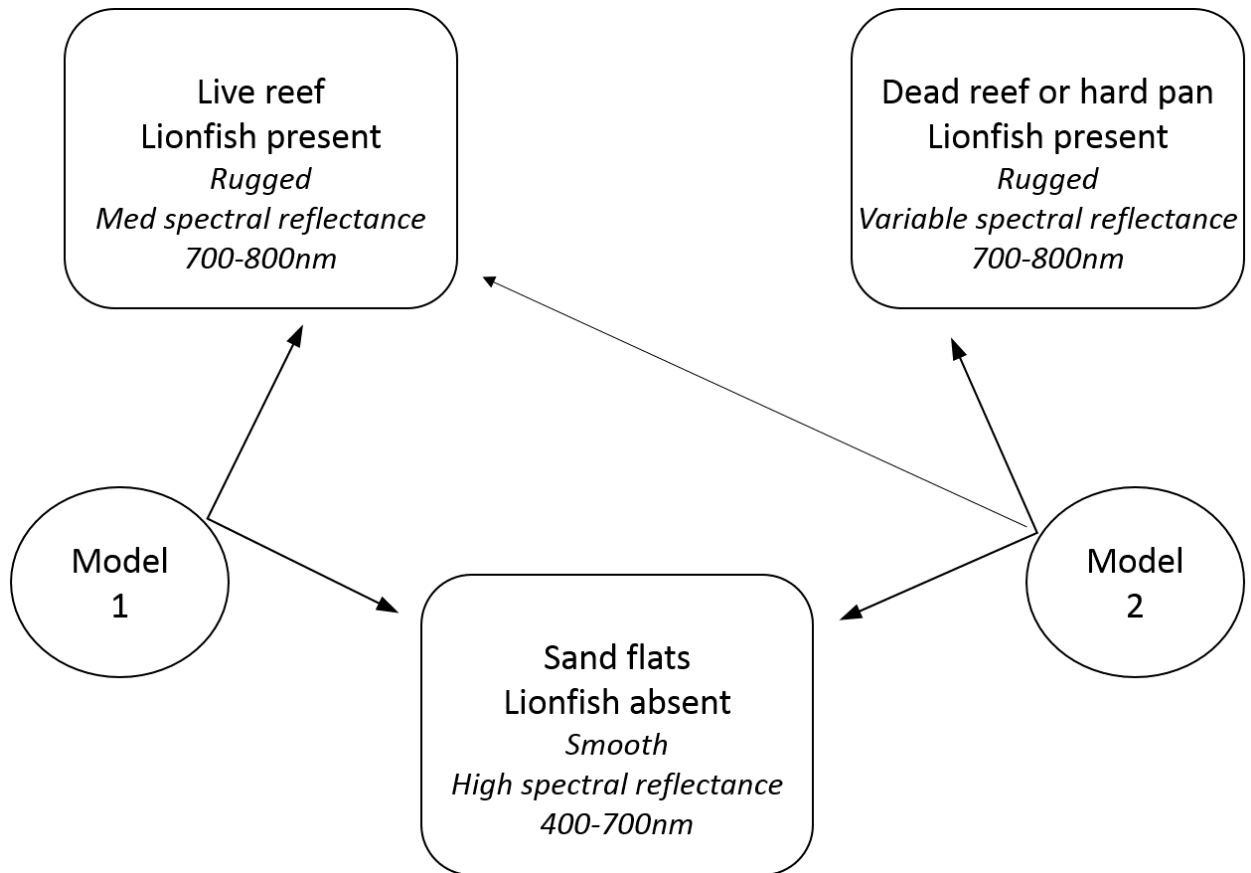 Live reef
Lionfish present
Rugged
Med spectral reflectance
700-800nm
Dead reef or hard pan
Lionfish present
Rugged
Variable spectral reflectance
700-800nm
Model
1
Model
2
Sand flats
Lionfish absent
Smooth
High spectral reflectance
400-700nm